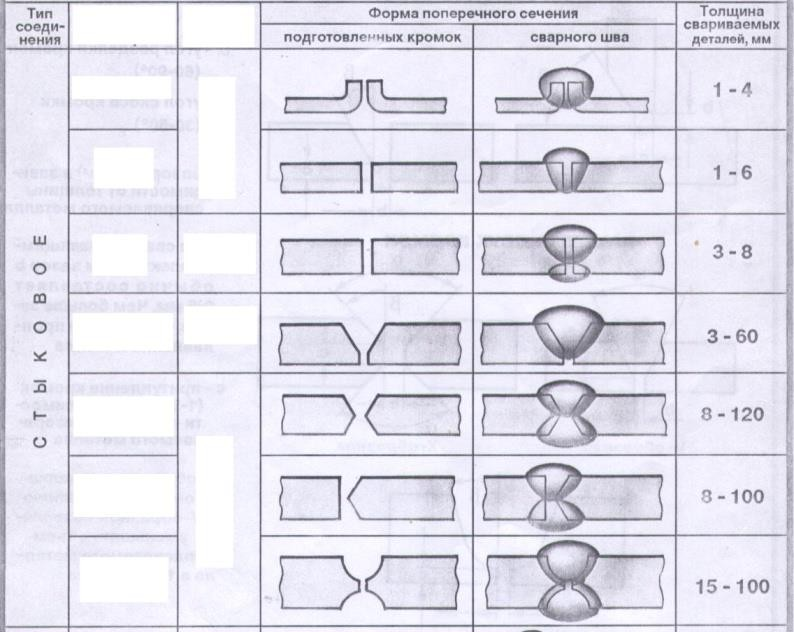 Тип
соеди-
нения
Форма поперечного сечения
подготовленных кромок
сварного шва
Толщина
свариваемых
деталей, мм
СТЫКОВОЕ
1 - 4
1 - 6
3 - 8
3 - 60
8 - 120
8 - 100
15 - 100